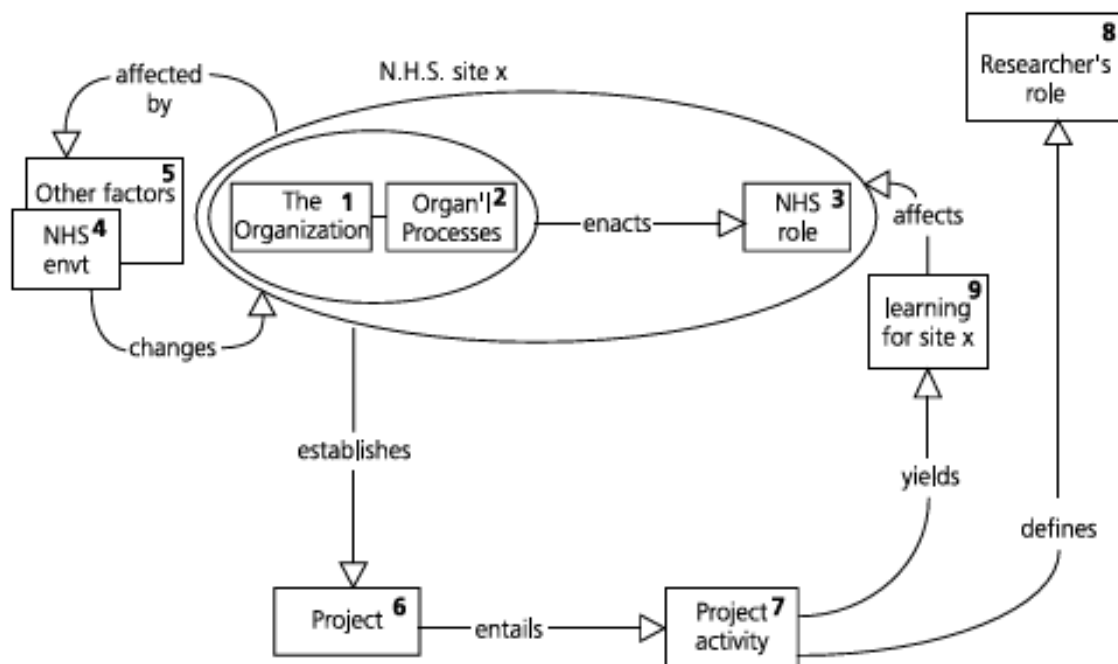 8
Researcher's
role
N.H.S. site x
affected
by
5
Other factors
4
NHS
envt
The 1
Organization
Organ'l 2
Processes
enacts
NHS 3
role
affects
9
learning
for site x
changes
establishes
yields
defines
Project 6
entails
Project 7
activity